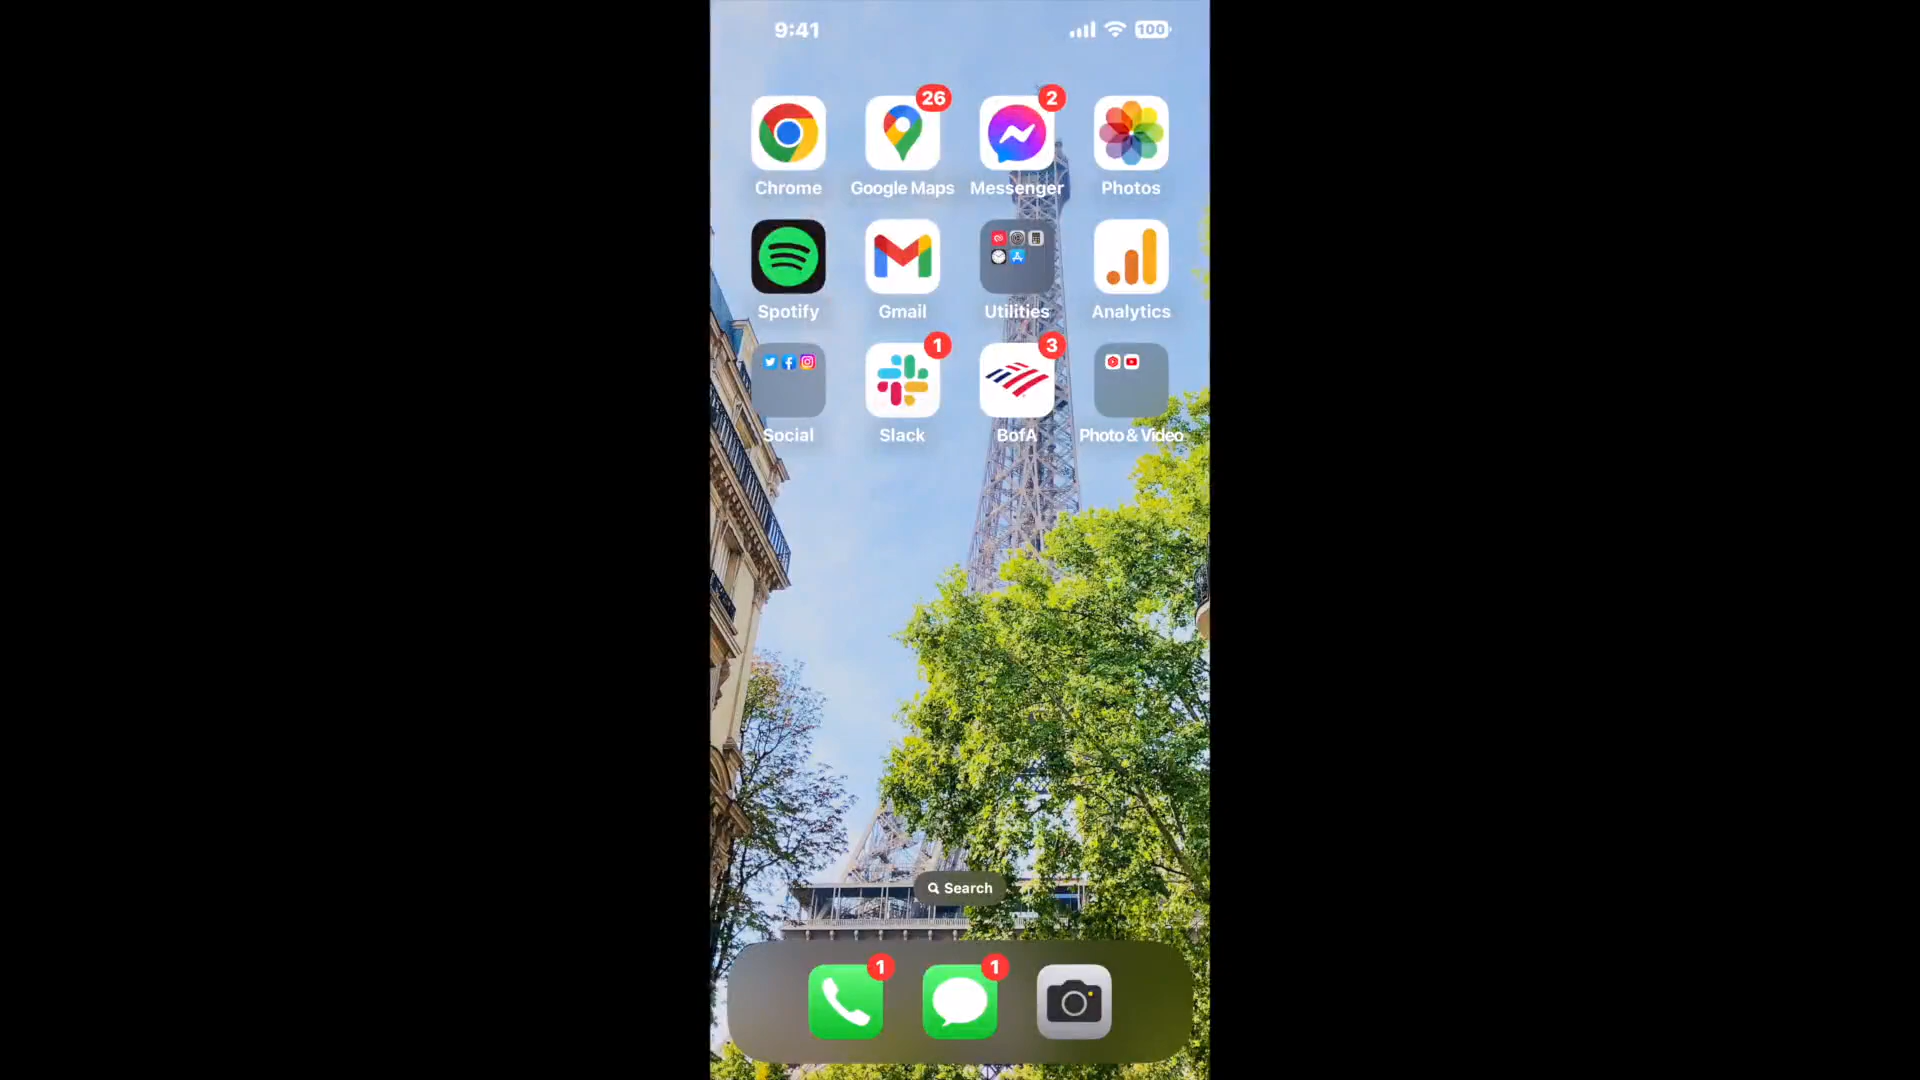 9:41
100
26
2
Chrome
Google Maps
Messenger
Photos
Spotify
Gmail
Utilities
Analytics
1
3
Social
Slack
BofA
Photo & Video
Search
1
1